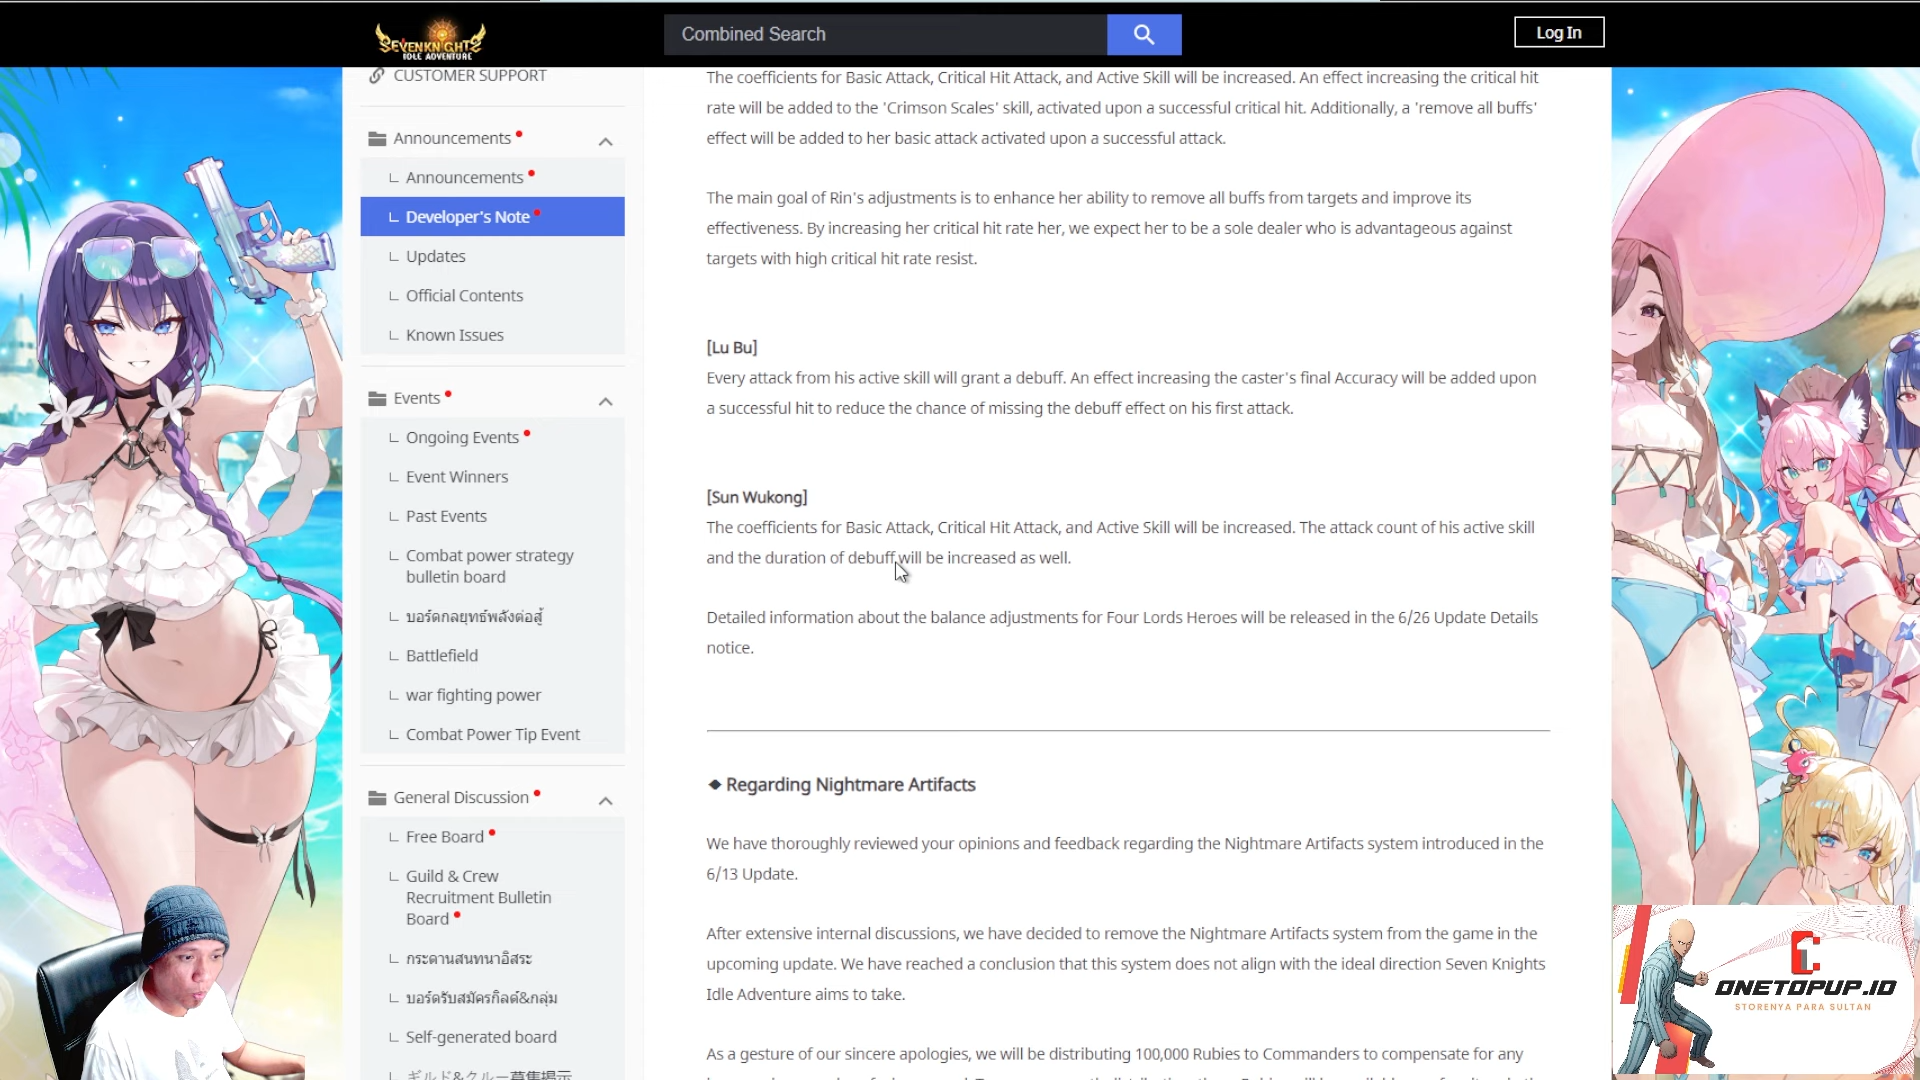 SEVENKNIGHTS
IDLE ADVENTURE
Combined Search
Log In
CUSTOMER SUPPORT
Announcements
Announcements
Developer's Note
Updates
Official Contents
Known Issues
Events
Ongoing Events
Event Winners
Past Events
Combat power strategy
bulletin board
บอร์ดกลยุทธ์พลังต่อสู้
Battlefield
war fighting power
Combat Power Tip Event
General Discussion
Free Board
Guild & Crew
Recruitment Bulletin
Board
กระดานสนทนาอิสระ
บอร์ดรับสมัครกิลด์&กลุ่ม
Self-generated board
ギルド&クルー募集掲示
The coefficients for Basic Attack, Critical Hit Attack, and Active Skill will be increased. An effect increasing the critical hit
rate will be added to the 'Crimson Scales' skill, activated upon a successful critical hit. Additionally, a 'remove all buffs'
effect will be added to her basic attack activated upon a successful attack.
The main goal of Rin's adjustments is to enhance her ability to remove all buffs from targets and improve its
effectiveness. By increasing her critical hit rate her, we expect her to be a sole dealer who is advantageous against
targets with high critical hit rate resist.
[Lu Bu]
Every attack from his active skill will grant a debuff. An effect increasing the caster's final Accuracy will be added upon
a successful hit to reduce the chance of missing the debuff effect on his first attack.
[Sun Wukong]
The coefficients for Basic Attack, Critical Hit Attack, and Active Skill will be increased. The attack count of his active skill
and the duration of debuff will be increased as well.
Detailed information about the balance adjustments for Four Lords Heroes will be released in the 6/26 Update Details
notice.
◆ Regarding Nightmare Artifacts
We have thoroughly reviewed your opinions and feedback regarding the Nightmare Artifacts system introduced in the
6/13 Update.
After extensive internal discussions, we have decided to remove the Nightmare Artifacts system from the game in the
upcoming update. We have reached a conclusion that this system does not align with the ideal direction Seven Knights
Idle Adventure aims to take.
As a gesture of our sincere apologies, we will be distributing 100,000 Rubies to Commanders to compensate for any
ONETOPUP.ID
STORENYA PARA SULTAN